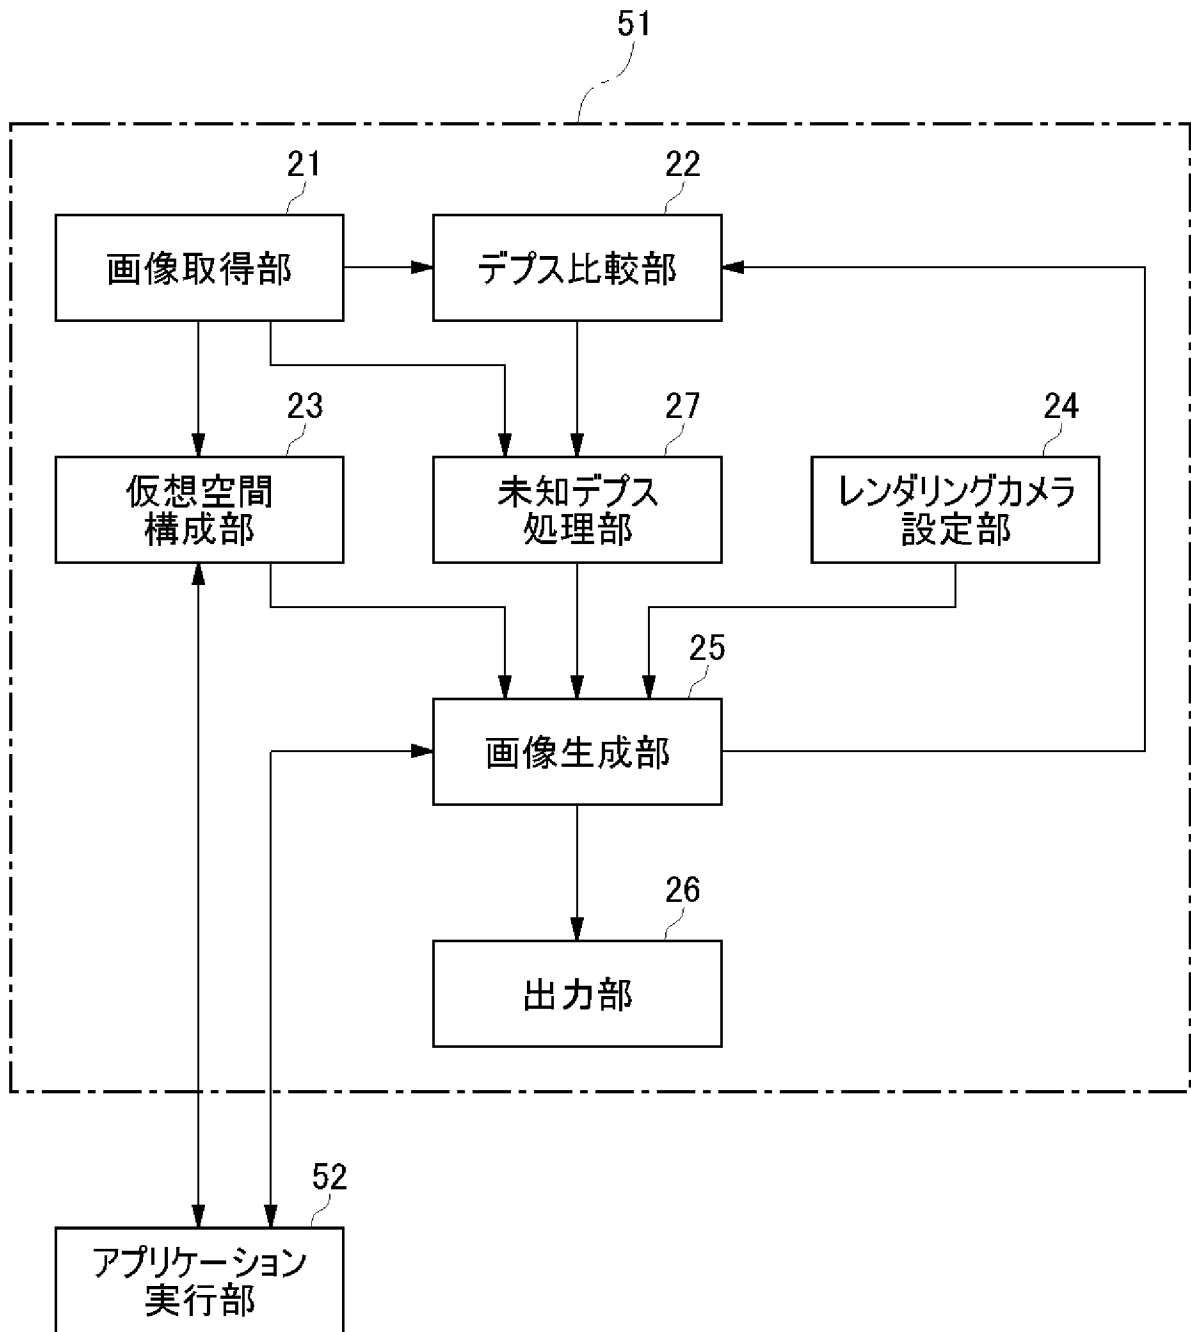 51
21
22
画像取得部
デプス比較部
23
27
24
仮想空間
構成部
未知デプス
処理部
レンダリングカメラ
設定部
25
画像生成部
26
出力部
52
アプリケーション
実行部